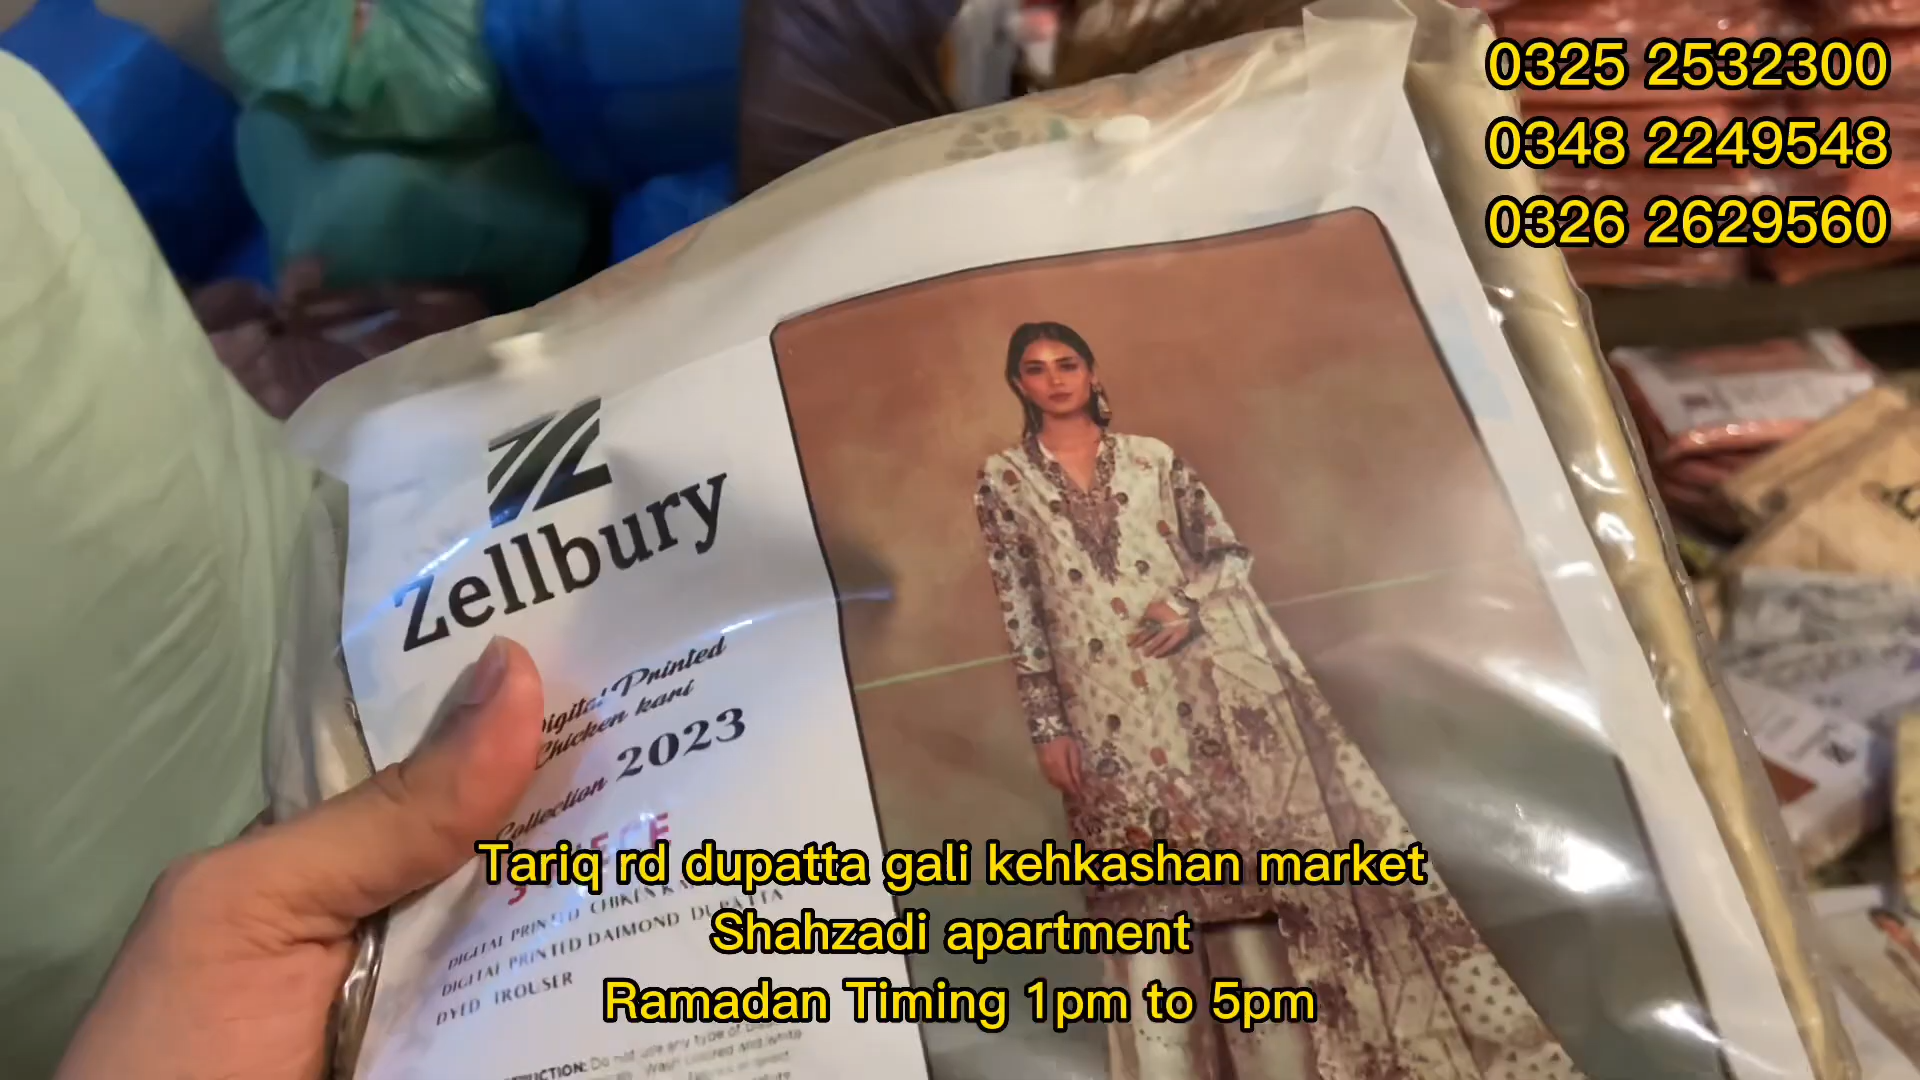 0325 2532300
0348 2249548
0326 2629560
Zellbury
Digital Printed
Chicken kari
Collection 2023
DIGITAL PRINTED CHIKEN
DIGITAL PRINTED DAIMOND DUPATTA
DYED TROUSER
Tariq rd dupatta gali kehkashan market
Shahzadi apartment
Ramadan Timing 1pm to 5pm